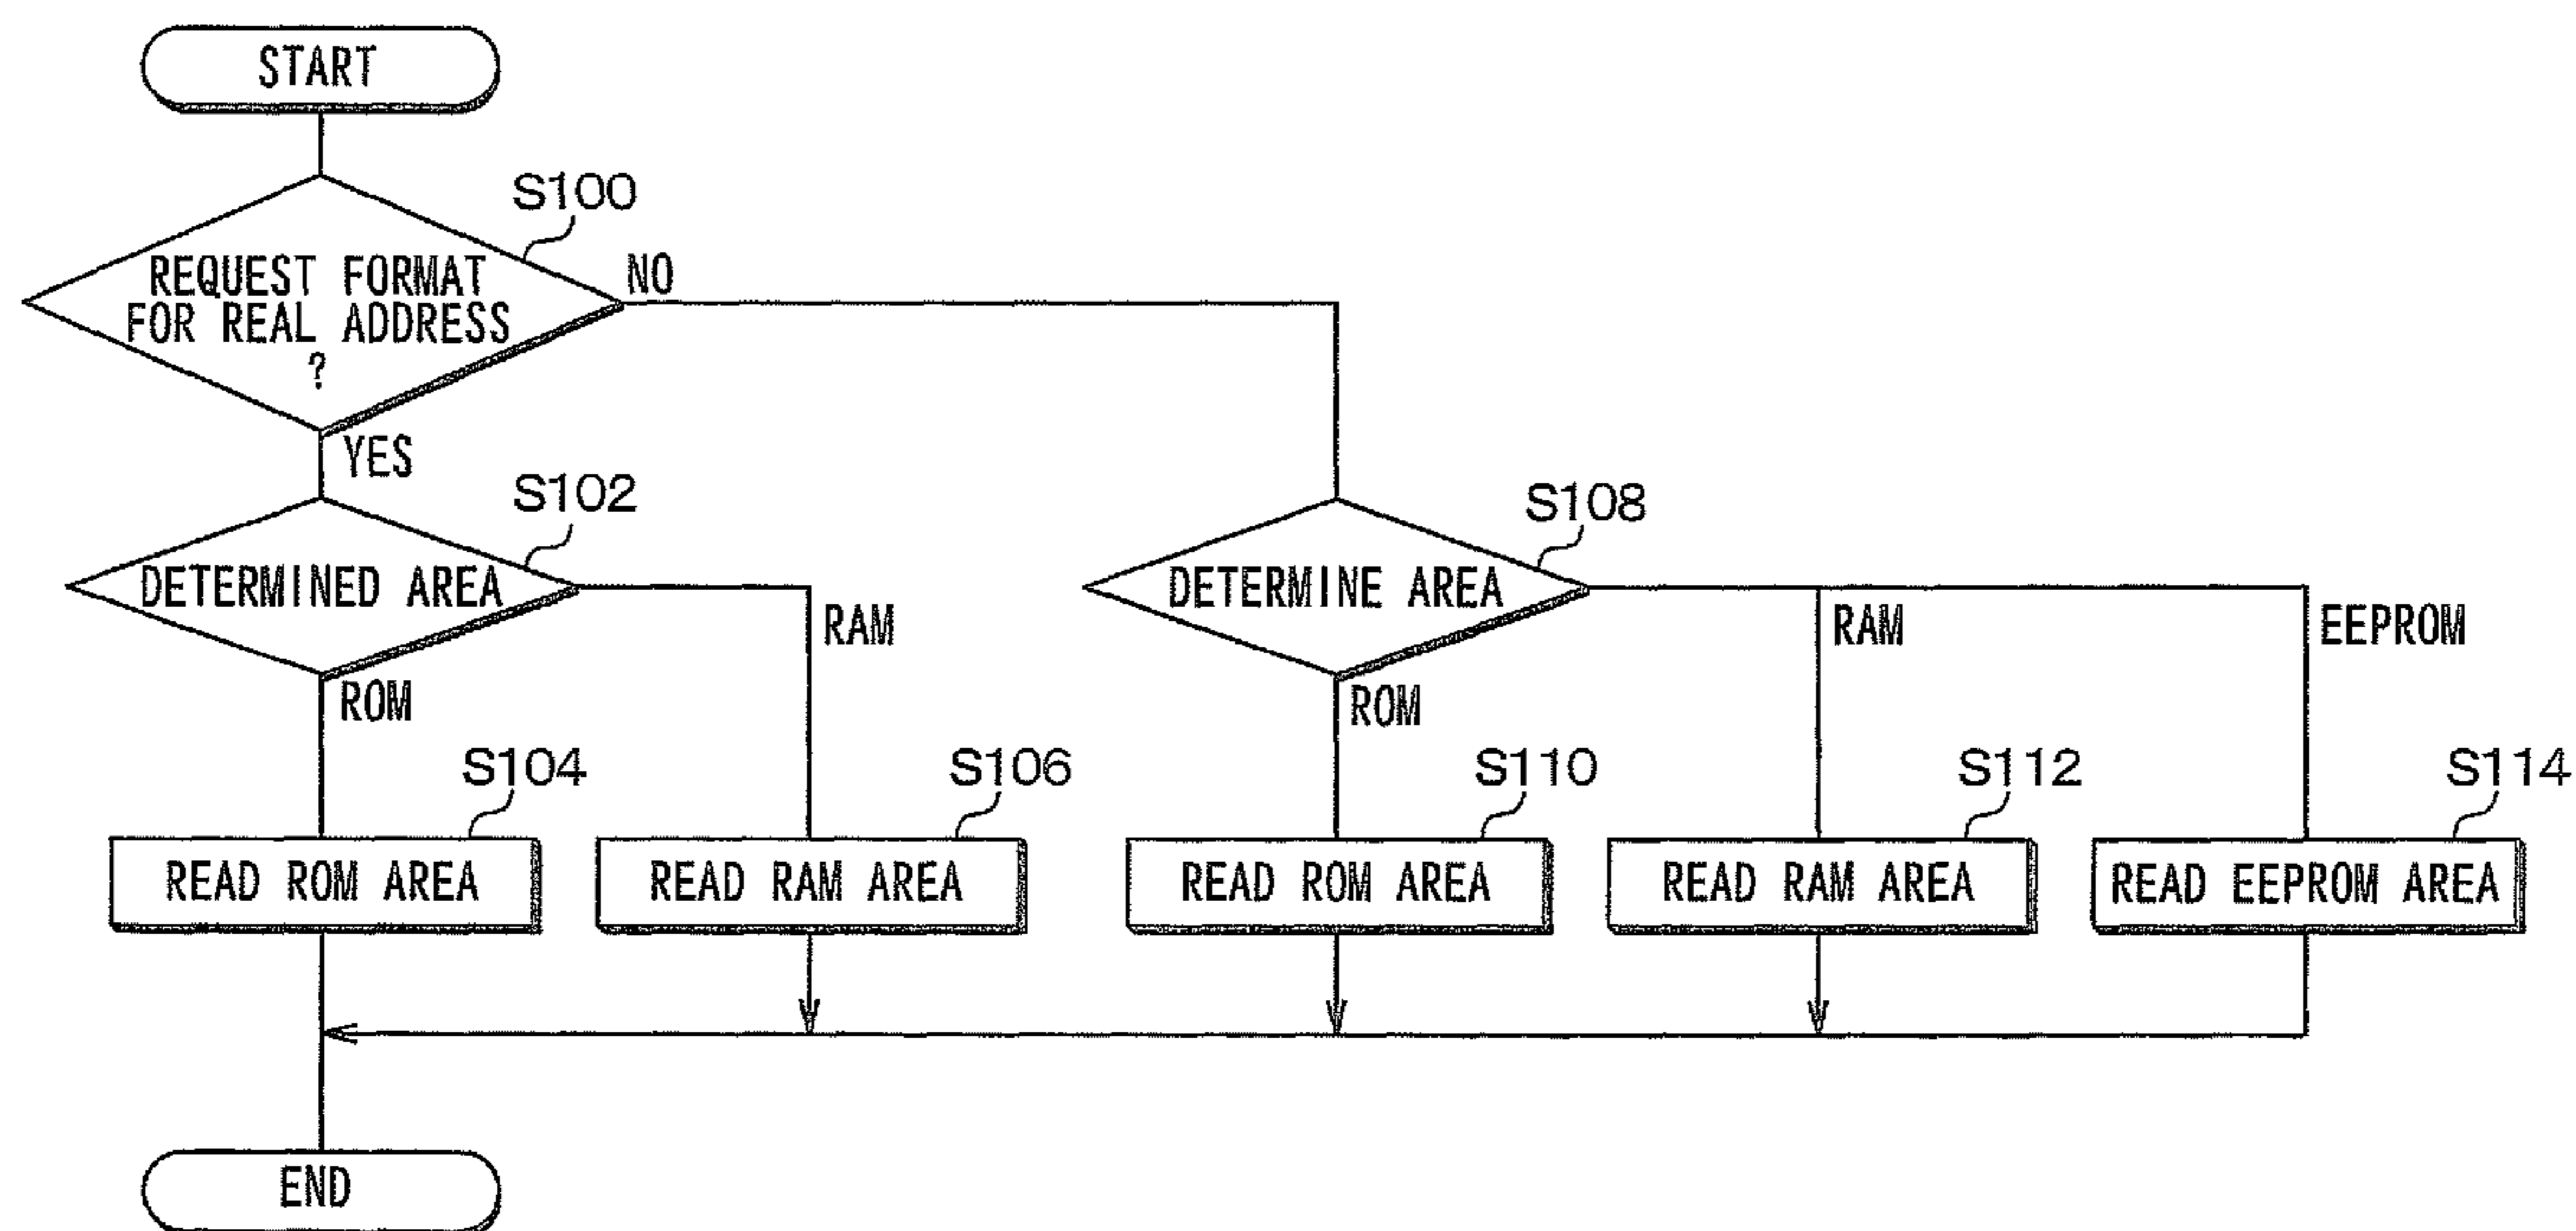 START
S100
REQUEST FORMAT
FOR REAL ADDRESS
?
NO
YES
S102
DETERMINED AREA
RAM
ROM
S108
DETERMINE AREA
RAM
EEPROM
ROM
S104
READ ROM AREA
S106
READ RAM AREA
S110
READ ROM AREA
S112
READ RAM AREA
S114
READ EEPROM AREA
END